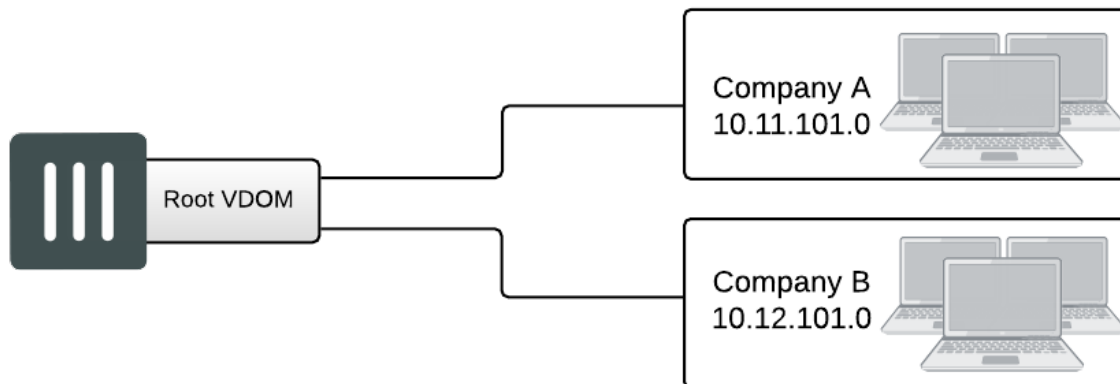 Root VDOM
Company A
10.11.101.0
Company B
10.12.101.0